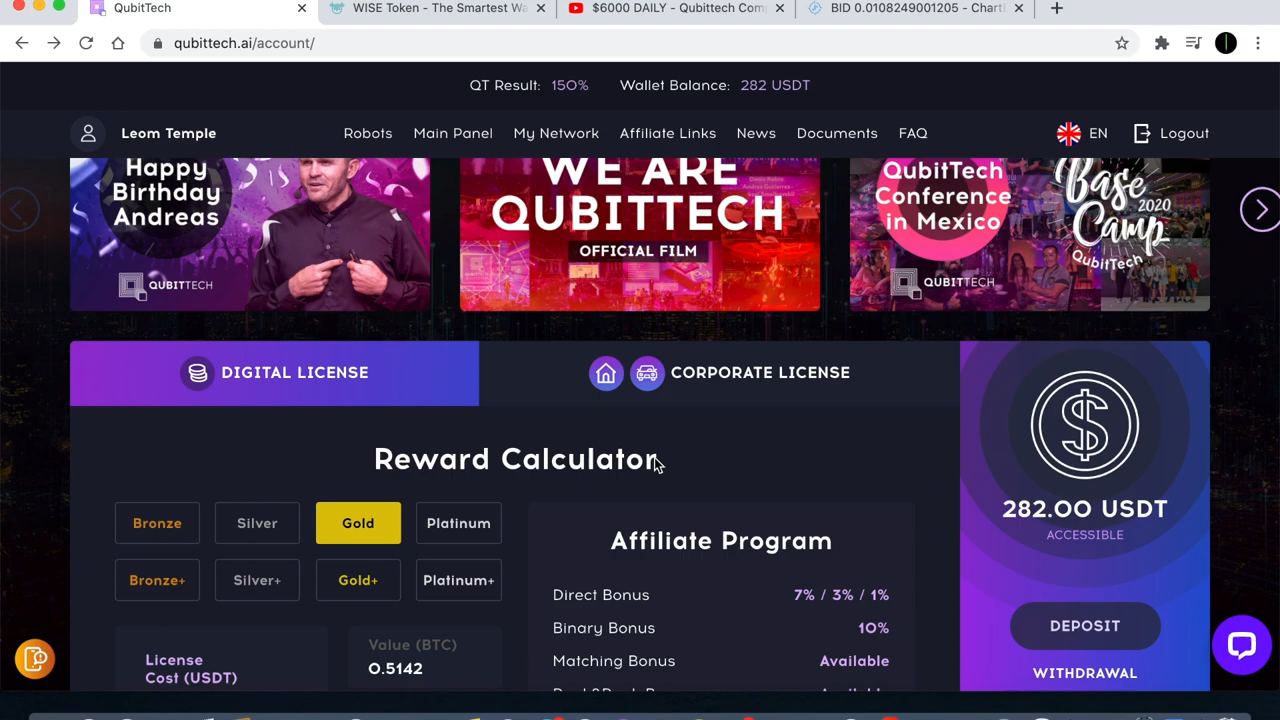 QubitTech
WISE Token - The Smartest Wa
$6000 DAILY - Qubittech Com
BID 0.0108249001205 - Charti
qubittech.ai/account/
QT Result: 150%
Wallet Balance: 282 USDT
Leom Temple
Robots
Main Panel
My Network
Affiliate Links
News
Documents
FAQ
EN
Logout
Happy
Birthday
Andreas
QUBITTECH
WE ARE
QUBITTECH
OFFICIAL FILM
QubitTech
Conference
in Mexico
QUBITTECH
Base
2020
Camp
QubitTech
DIGITAL LICENSE
CORPORATE LICENSE
Reward Calculator
Bronze
Silver
Gold
Platinum
Bronze+
Silver+
Gold+
Platinum+
License
Cost (USDT)
Value (BTC)
0.5142
Affiliate Program
Direct Bonus 7% / 3% / 1%
Binary Bonus 10%
Matching Bonus Available
$
282.00 USDT
ACCESSIBLE
DEPOSIT
WITHDRAWAL